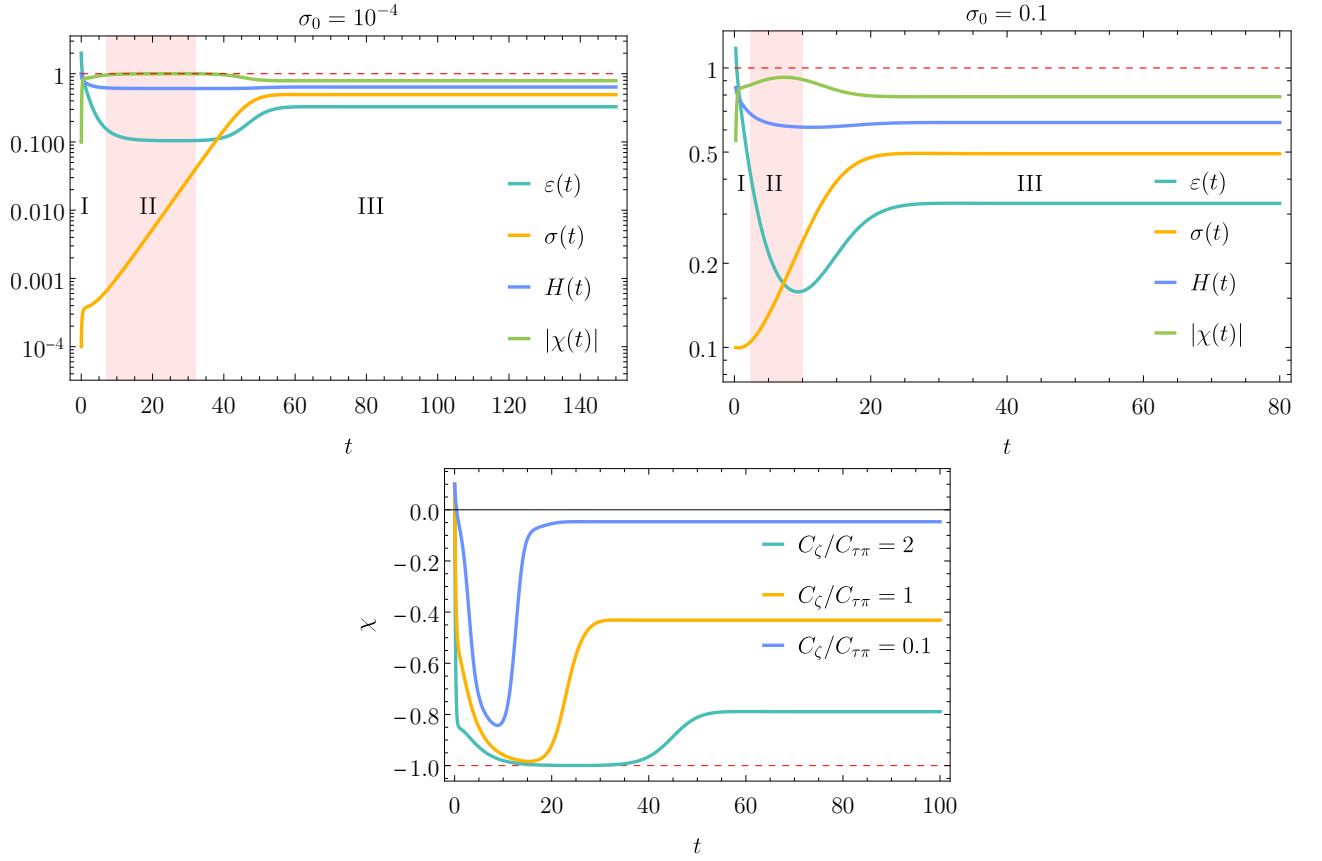 σ₀ = 10⁻⁴
1
0.100
0.010
0.001
10⁻⁴
I
II
III
ε(t)
σ(t)
H(t)
|χ(t)|
0 20 40 60 80 100 120 140
t
σ₀ = 0.1
1
0.5
0.2
0.1
I
II
III
ε(t)
σ(t)
H(t)
|χ(t)|
0 20 40 60 80
t
χ
0.0
−0.2
−0.4
−0.6
−0.8
−1.0
C_ζ/C_τπ = 2
C_ζ/C_τπ = 1
C_ζ/C_τπ = 0.1
0 20 40 60 80 100
t